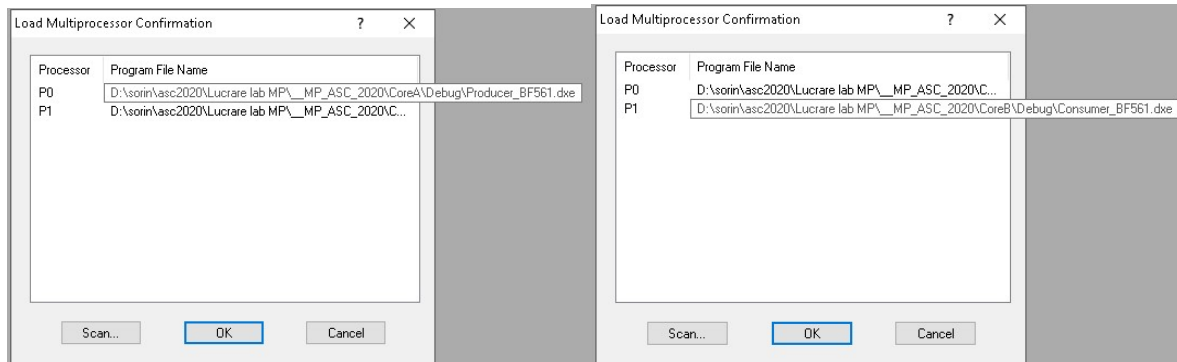 Load Multiprocessor Confirmation ? ×
Processor Program File Name
P0 D:\sorin\asc2020\Lucrare lab MP\__MP_ASC_2020\CoreA\Debug\Producer_BF561.dxe
P1 D:\sorin\asc2020\Lucrare lab MP\__MP_ASC_2020\C...
Scan... OK Cancel
Load Multiprocessor Confirmation ? ×
Processor Program File Name
P0 D:\sorin\asc2020\Lucrare lab MP\__MP_ASC_2020\C...
P1 D:\sorin\asc2020\Lucrare lab MP\__MP_ASC_2020\CoreB\Debug\Consumer_BF561.dxe
Scan... OK Cancel